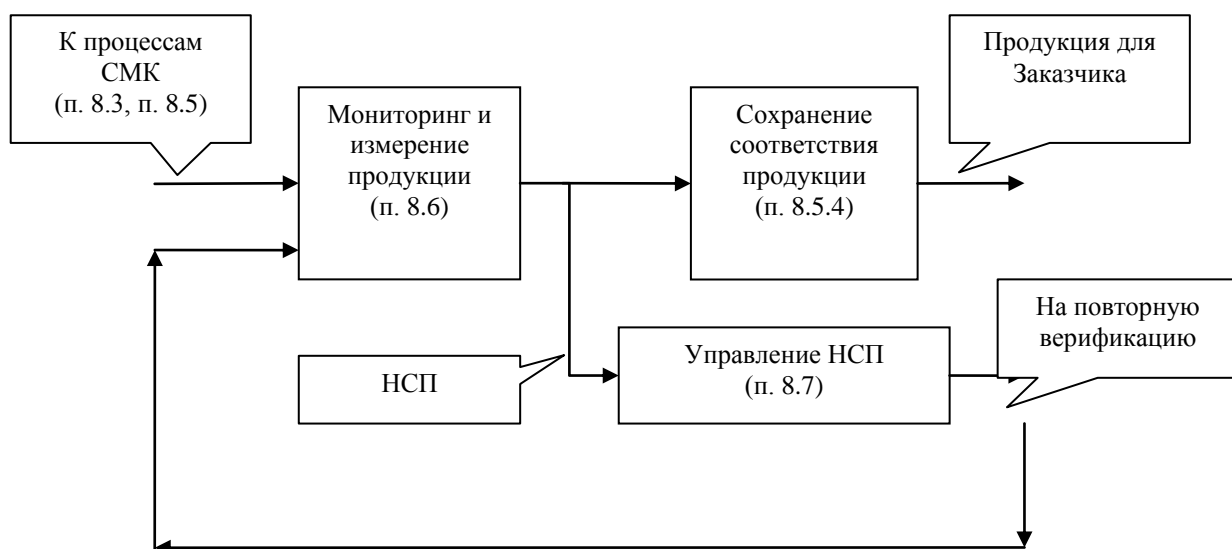 К процессам
СМК
(п. 8.3, п. 8.5)
Мониторинг и
измерение
продукции
(п. 8.6)
Сохранение
соответствия
продукции
(п. 8.5.4)
Продукция для
Заказчика
НСП
Управление НСП
(п. 8.7)
На повторную
верификацию